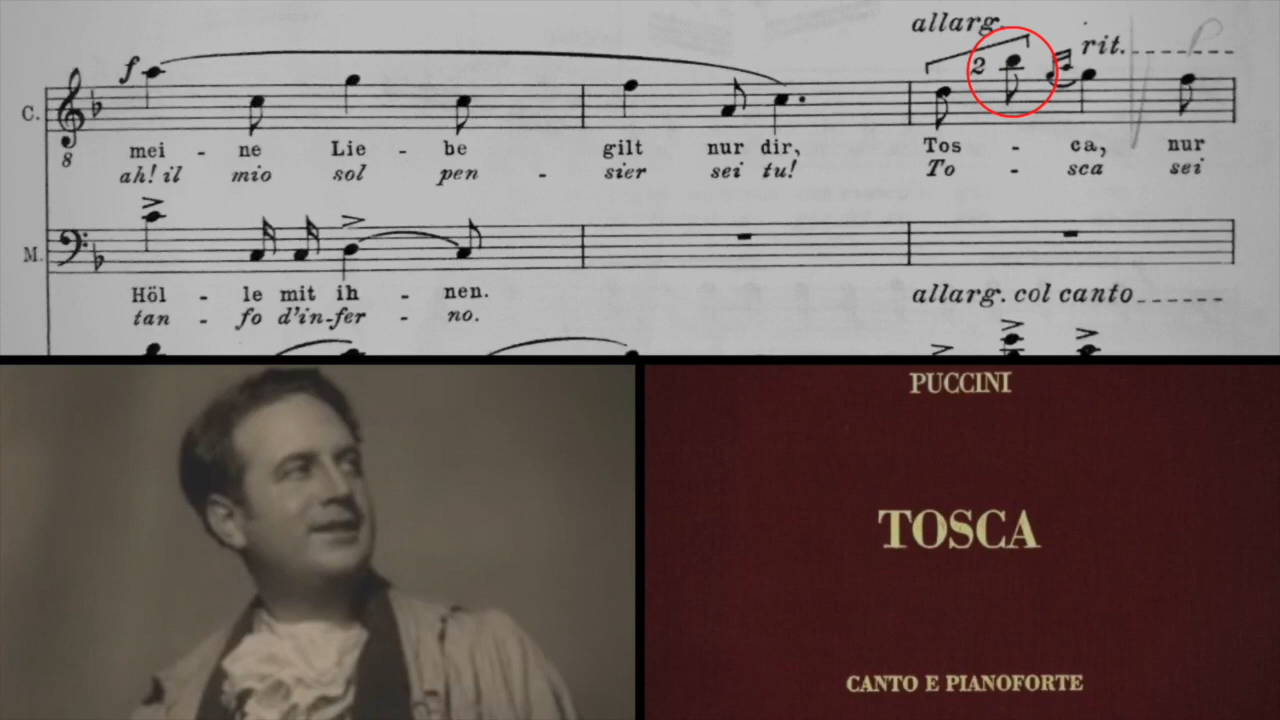 allarg.
f
2
rit.
C.
8
mei - ne Lie - be gilt nur dir, Tos - ca, nur
ah! il mio sol pen - sier sei tu! To - sca sei
M.
Höl - le mit ih - nen.
tan - fo d'in-fer - no.
allarg. col canto
PUCCINI
TOSCA
CANTO E PIANOFORTE